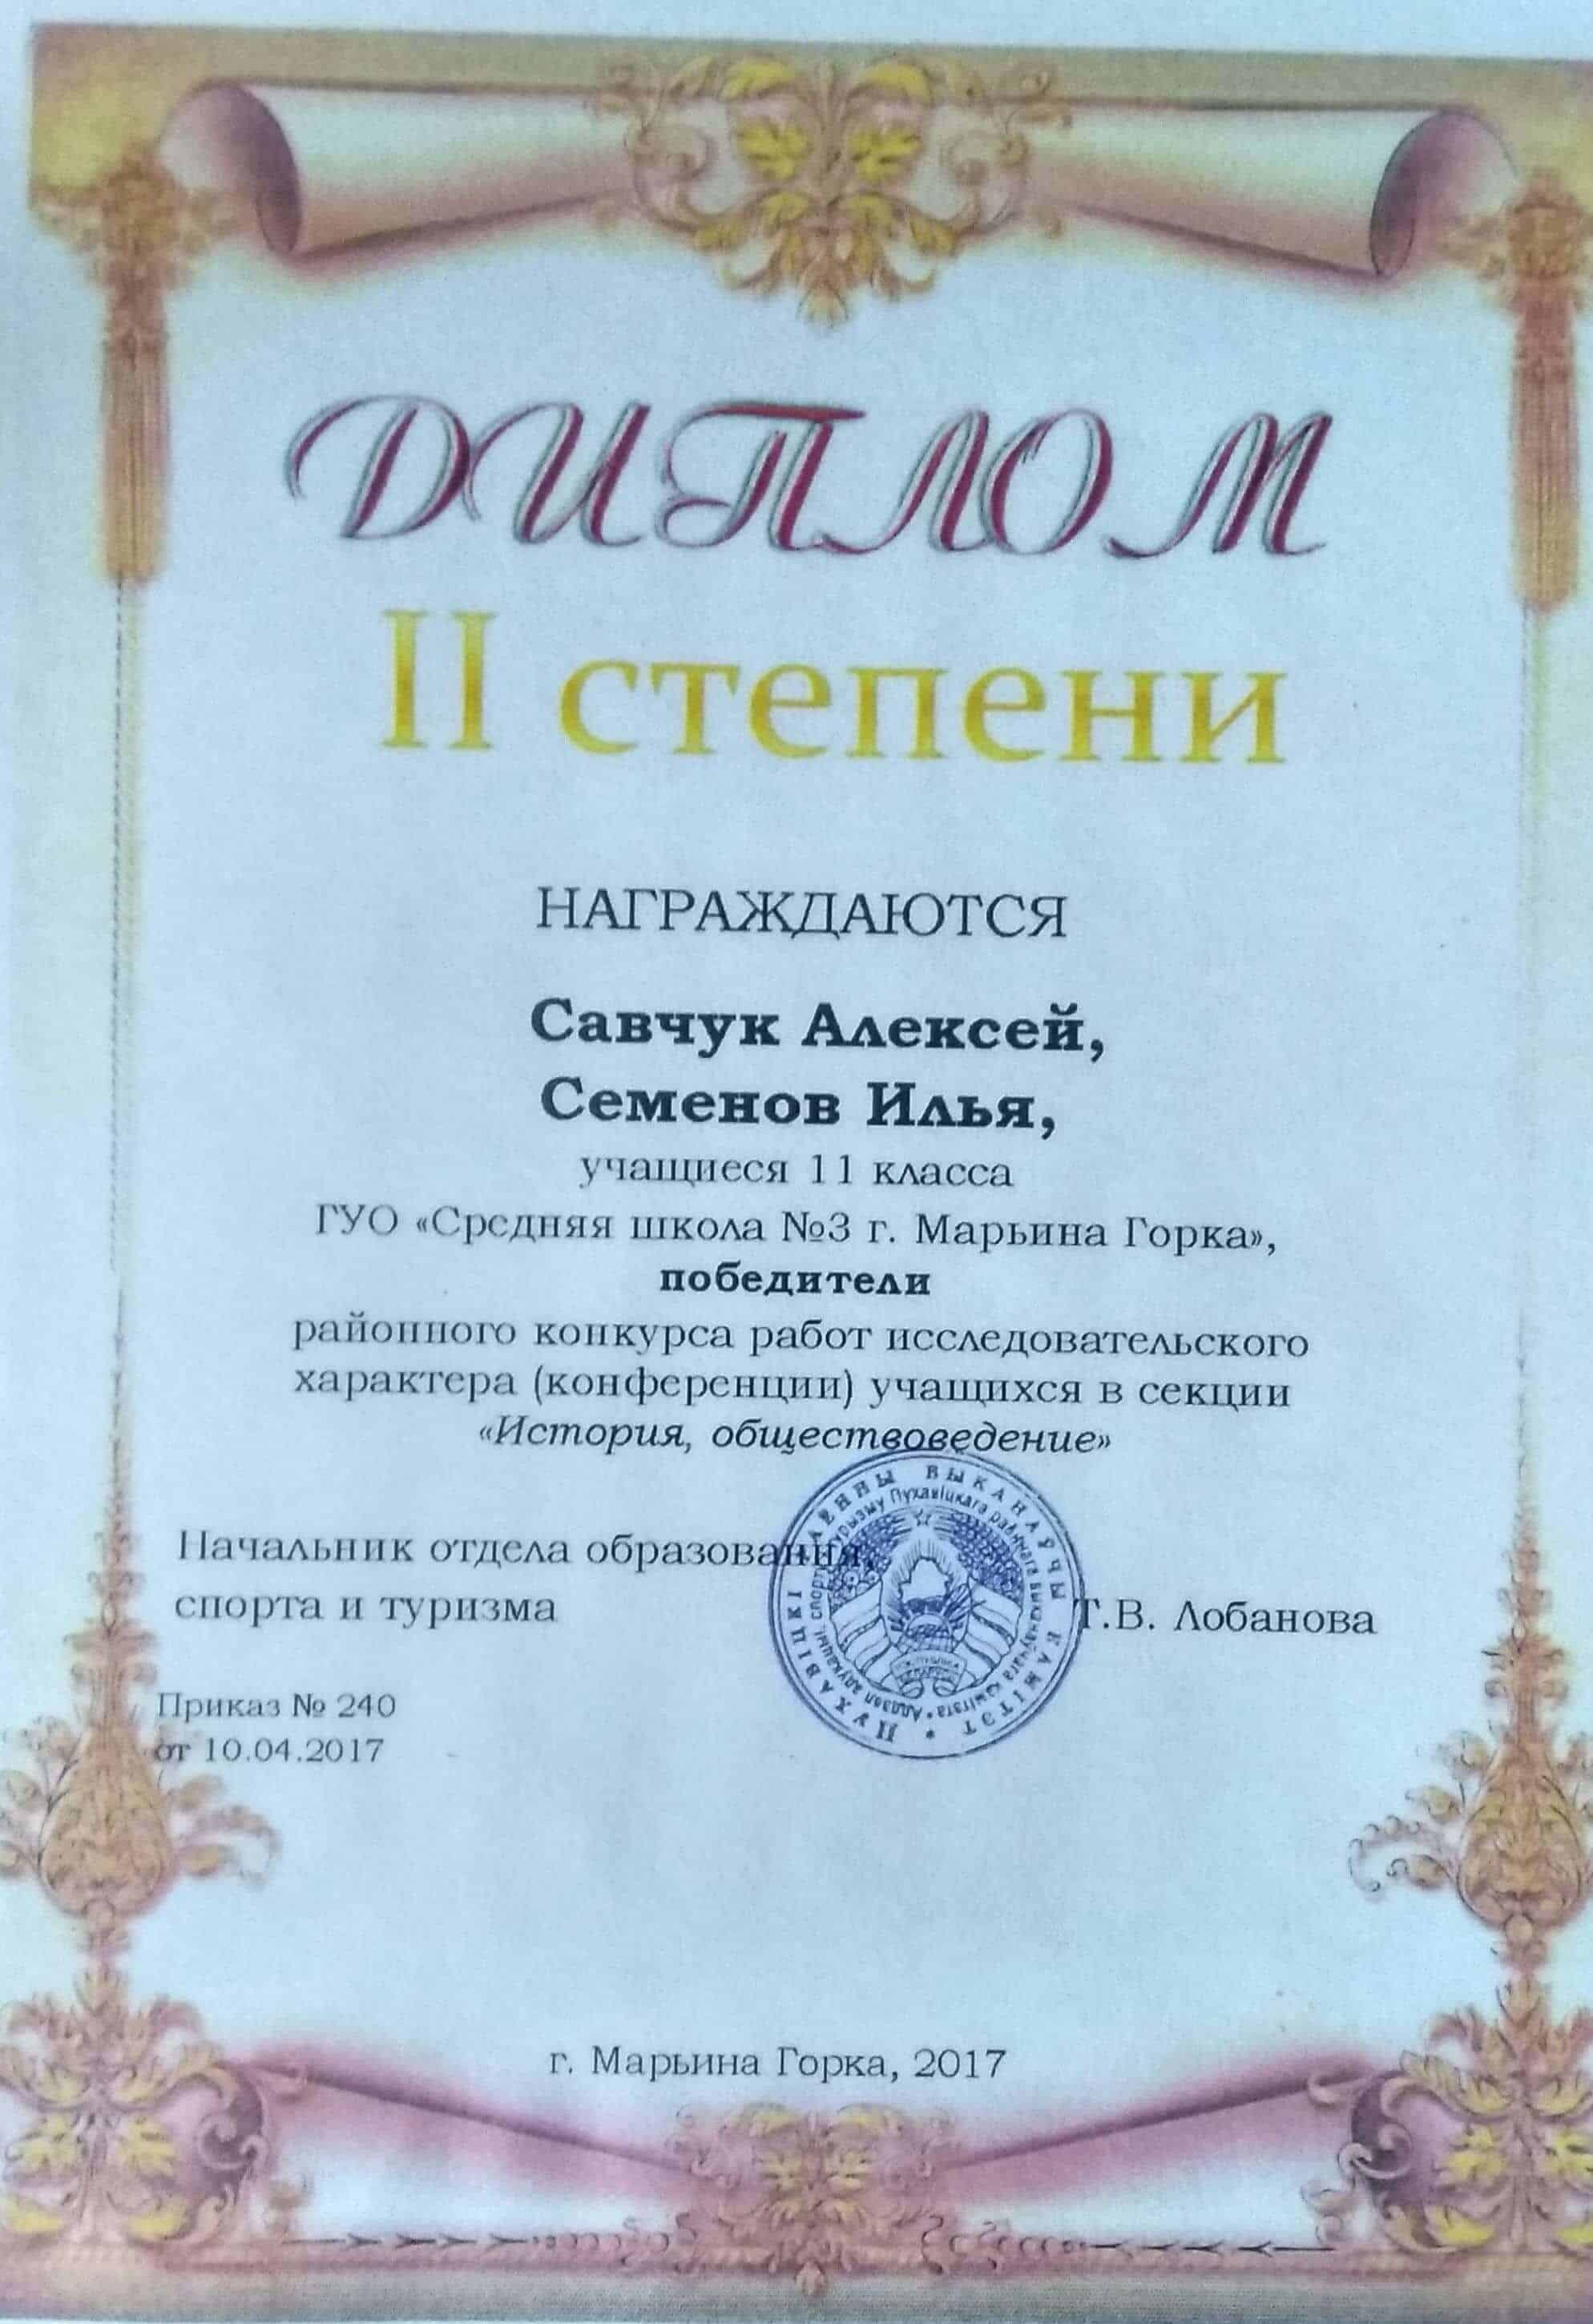 ДИПЛОМ
II степени
НАГРАЖДАЮТСЯ
Савчук Алексей,
Семенов Илья,
учащиеся 11 класса
ГУО «Средняя школа №3 г. Марьина Горка»,
победители
районного конкурса работ исследовательского
характера (конференции) учащихся в секции
«История, обществоведение»
Начальник отдела образования,
спорта и туризма
Т.В. Лобанова
ПУХАВІЦКІ РАЁННЫ ВЫКАНАЎЧЫ КАМІТЭТ
Аддзел адукацыі, спорту і турызму Пухавіцкага раённага выканаўчага камітэта
Приказ № 240
от 10.04.2017
г. Марьина Горка, 2017